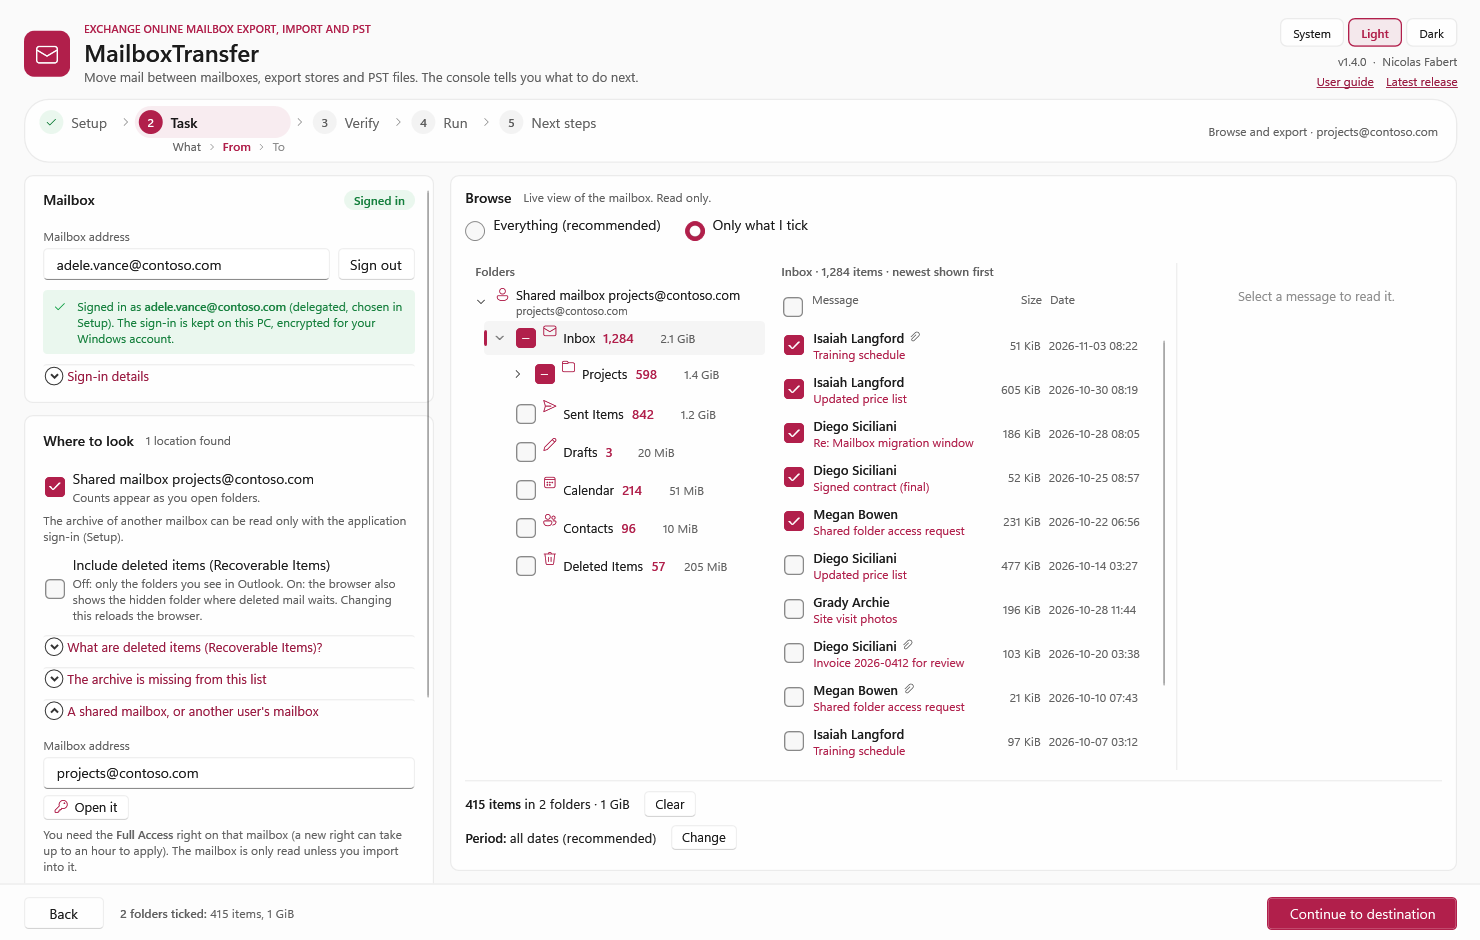 EXCHANGE ONLINE MAILBOX EXPORT, IMPORT AND PST
MailboxTransfer
Move mail between mailboxes, export stores and PST files. The console tells you what to do next.
System
Light
Dark
v1.4.0 · Nicolas Fabert
User guide
Latest release
Setup
2
Task
3
Verify
4
Run
5
Next steps
What
From
To
Browse and export · projects@contoso.com
Mailbox
Signed in
Mailbox address
adele.vance@contoso.com
Sign out
Signed in as adele.vance@contoso.com (delegated, chosen in
Setup). The sign-in is kept on this PC, encrypted for your
Windows account.
Sign-in details
Where to look
1 location found
Shared mailbox projects@contoso.com
Counts appear as you open folders.
The archive of another mailbox can be read only with the application
sign-in (Setup).
Include deleted items (Recoverable Items)
Off: only the folders you see in Outlook. On: the browser also
shows the hidden folder where deleted mail waits. Changing
this reloads the browser.
What are deleted items (Recoverable Items)?
The archive is missing from this list
A shared mailbox, or another user's mailbox
Mailbox address
projects@contoso.com
Open it
You need the Full Access right on that mailbox (a new right can take
up to an hour to apply). The mailbox is only read unless you import
into it.
Browse
Live view of the mailbox. Read only.
Everything (recommended)
Only what I tick
Folders
Shared mailbox projects@contoso.com
projects@contoso.com
Inbox 1,284 2.1 GiB
Projects 598 1.4 GiB
Sent Items 842 1.2 GiB
Drafts 3 20 MiB
Calendar 214 51 MiB
Contacts 96 10 MiB
Deleted Items 57 205 MiB
Inbox · 1,284 items · newest shown first
Message Size Date
Isaiah Langford 51 KiB 2026-11-03 08:22
Training schedule
Isaiah Langford 605 KiB 2026-10-30 08:19
Updated price list
Diego Siciliani 186 KiB 2026-10-28 08:05
Re: Mailbox migration window
Diego Siciliani 52 KiB 2026-10-25 08:57
Signed contract (final)
Megan Bowen 231 KiB 2026-10-22 06:56
Shared folder access request
Diego Siciliani 477 KiB 2026-10-14 03:27
Updated price list
Grady Archie 196 KiB 2026-10-28 11:44
Site visit photos
Diego Siciliani 103 KiB 2026-10-20 03:38
Invoice 2026-0412 for review
Megan Bowen 21 KiB 2026-10-10 07:43
Shared folder access request
Isaiah Langford 97 KiB 2026-10-07 03:12
Training schedule
Select a message to read it.
415 items in 2 folders · 1 GiB
Clear
Period: all dates (recommended)
Change
Back
2 folders ticked: 415 items, 1 GiB
Continue to destination